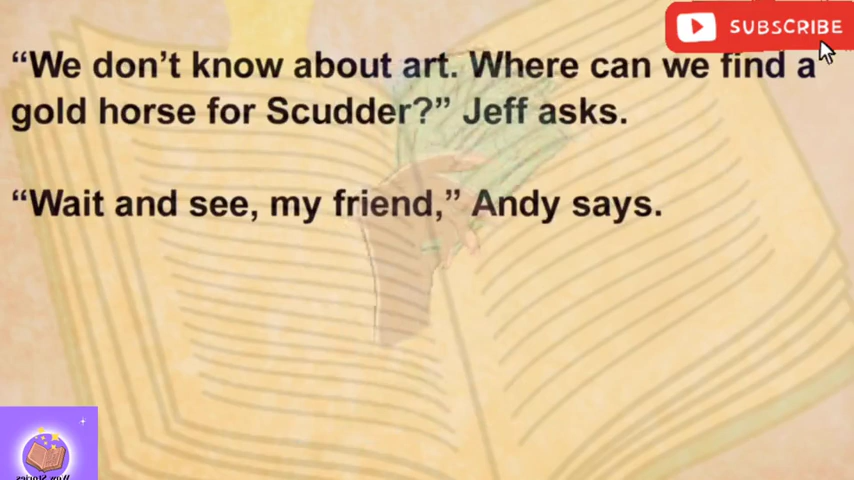 SUBSCRIBE
“We don’t know about art. Where can we find a
gold horse for Scudder?” Jeff asks.
“Wait and see, my friend,” Andy says.